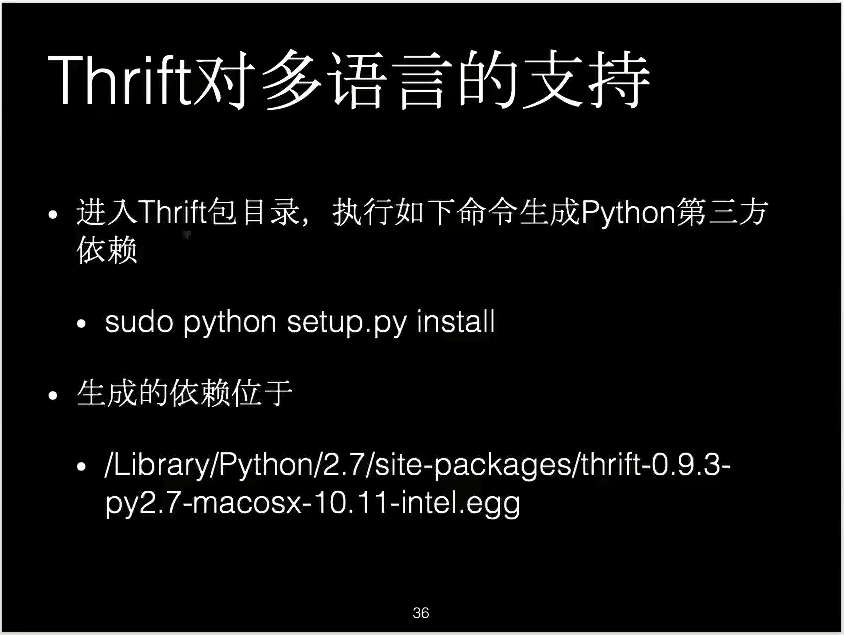 Thrift对多语言的支持
• 进入Thrift包目录，执行如下命令生成Python第三方
依赖
• sudo python setup.py install
• 生成的依赖位于
• /Library/Python/2.7/site-packages/thrift-0.9.3-
py2.7-macosx-10.11-intel.egg
36